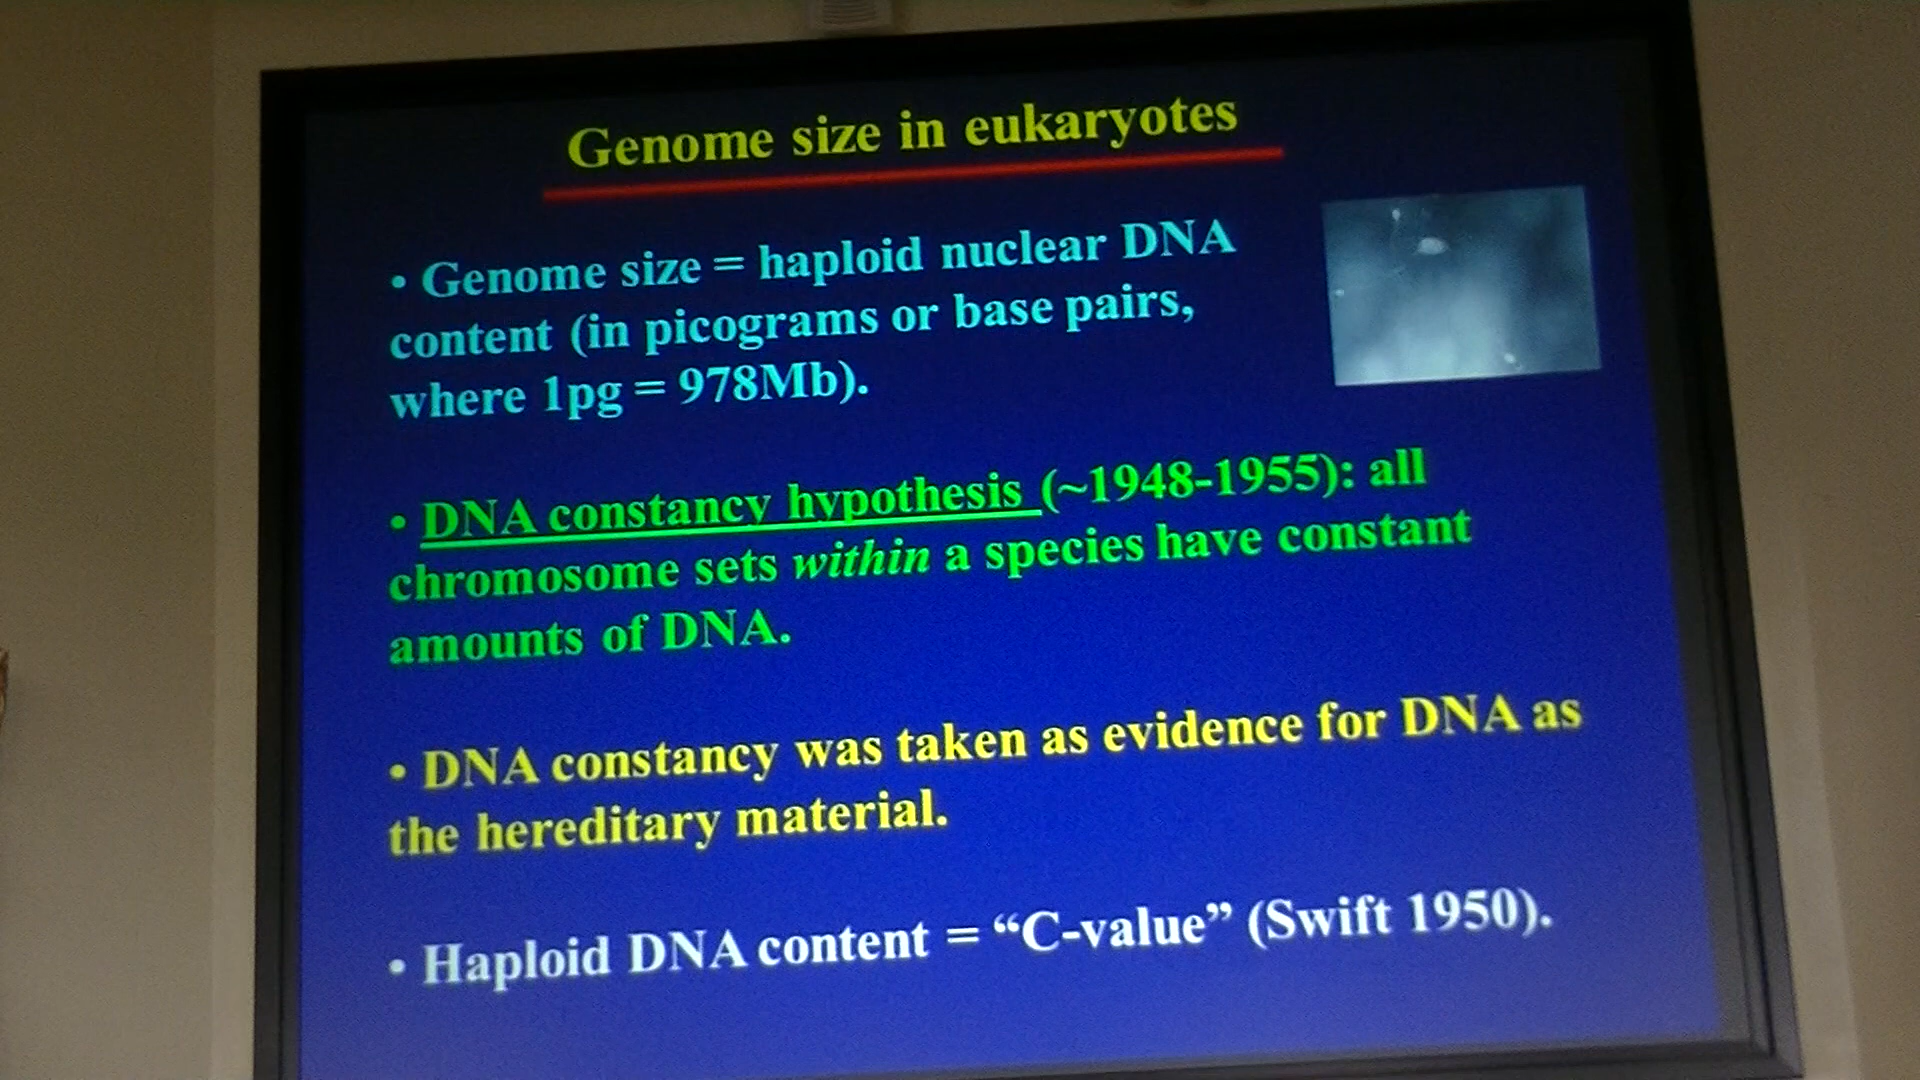 Genome size in eukaryotes
• Genome size = haploid nuclear DNA
content (in picograms or base pairs,
where 1pg = 978Mb).
• DNA constancy hypothesis (~1948-1955): all
chromosome sets within a species have constant
amounts of DNA.
• DNA constancy was taken as evidence for DNA as
the hereditary material.
• Haploid DNA content = “C-value” (Swift 1950).